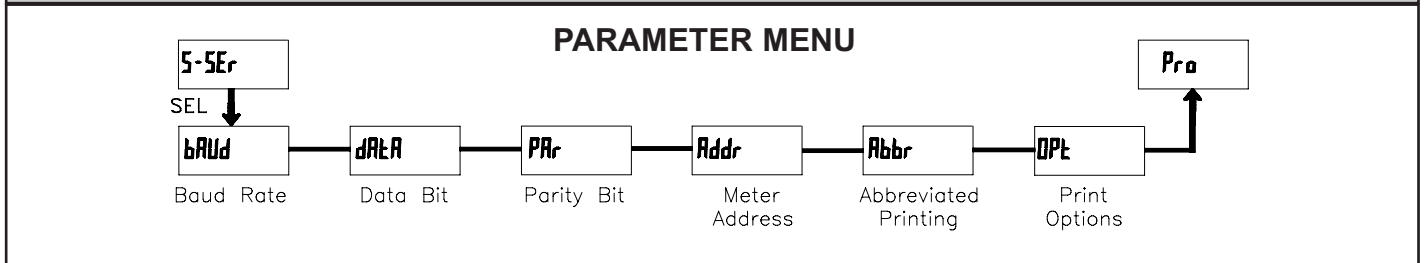 PARAMETER MENU
5-SEr
Pro
SEL
bAUd
dAtA
PAr
Addr
Abbr
OPt
Baud Rate
Data Bit
Parity Bit
Meter
Address
Abbreviated
Printing
Print
Options